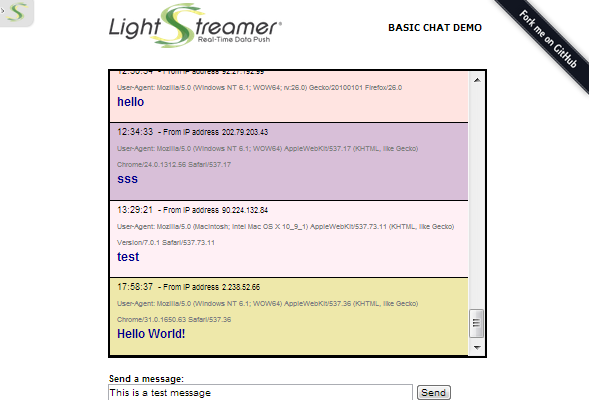 LightStreamer®
Real-Time Data Push
BASIC CHAT DEMO
Fork me on GitHub
12:30:54 - From IP address 92.27.192.99
User-Agent: Mozilla/5.0 (Windows NT 6.1; WOW64; rv:26.0) Gecko/20100101 Firefox/26.0
hello
12:34:33 - From IP address 202.79.203.43
User-Agent: Mozilla/5.0 (Windows NT 6.1; WOW64) AppleWebKit/537.17 (KHTML, like Gecko)
Chrome/24.0.1312.56 Safari/537.17
sss
13:29:21 - From IP address 90.224.132.84
User-Agent: Mozilla/5.0 (Macintosh; Intel Mac OS X 10_9_1) AppleWebKit/537.73.11 (KHTML, like Gecko)
Version/7.0.1 Safari/537.73.11
test
17:58:37 - From IP address 2.238.52.66
User-Agent: Mozilla/5.0 (Windows NT 6.1; WOW64) AppleWebKit/537.36 (KHTML, like Gecko)
Chrome/31.0.1650.63 Safari/537.36
Hello World!
Send a message:
This is a test message
Send